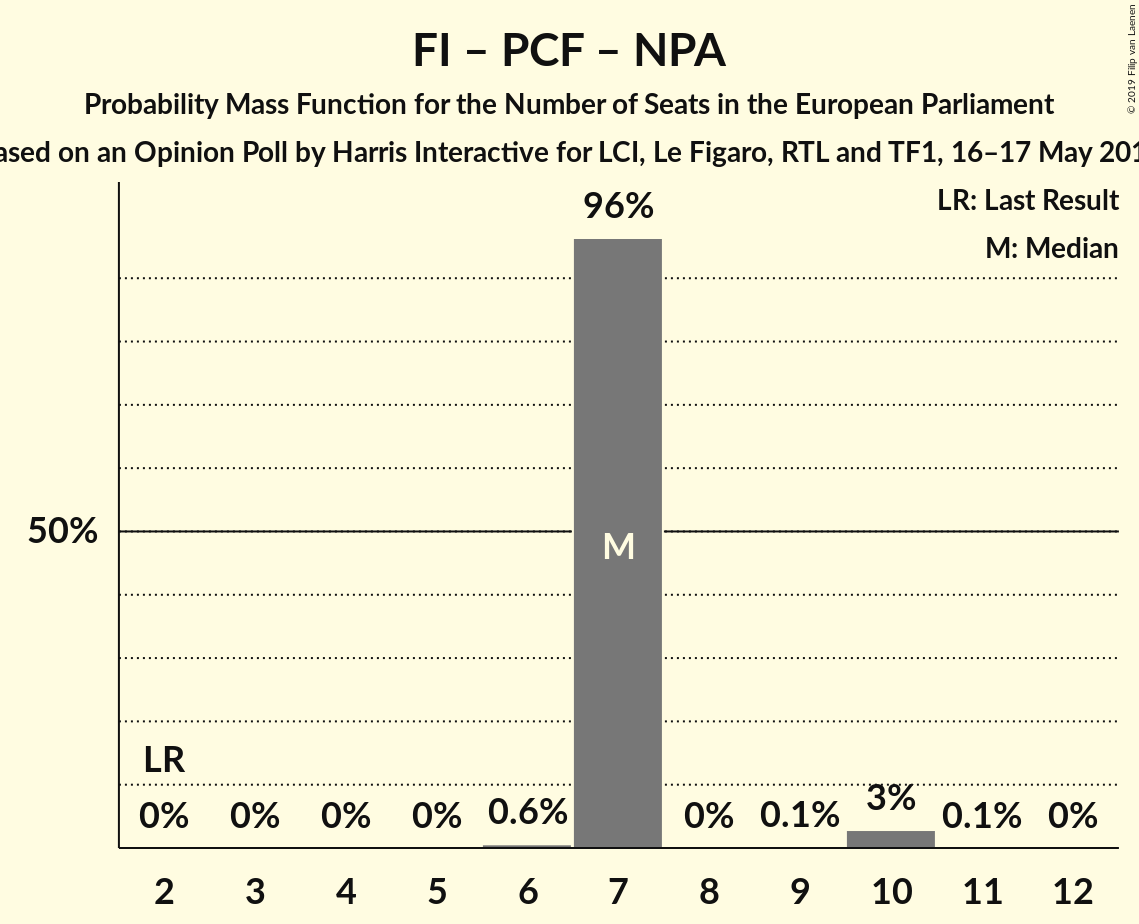 FI – PCF – NPA
Probability Mass Function for the Number of Seats in the European Parliament
ased on an Opinion Poll by Harris Interactive for LCI, Le Figaro, RTL and TF1, 16–17 May 201
© 2019 Filip van Laenen
LR: Last Result
M: Median
96%
50%
M
LR
0% 0% 0% 0% 0.6% 0% 0.1% 3% 0.1% 0%
2 3 4 5 6 7 8 9 10 11 12